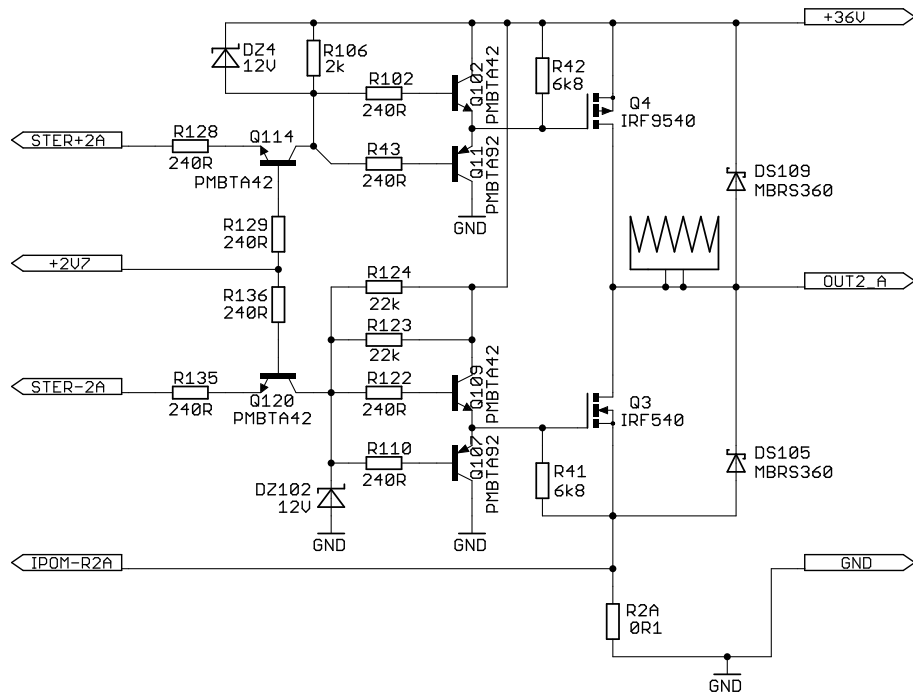 +36V
DZ4
12V
R106
2k
R102
240R
Q102
PMBTA42
R42
6k8
Q4
IRF9540
STER+2A
R128
240R
Q114
PMBTA42
R43
240R
Q11
PMBTA92
GND
DS109
MBRS360
R129
240R
+2V7
R136
240R
R124
22k
R123
22k
OUT2_A
STER-2A
R135
240R
Q120
PMBTA42
R122
240R
Q109
PMBTA42
Q3
IRF540
R110
240R
Q107
PMBTA92
R41
6k8
DS105
MBRS360
DZ102
12V
GND
GND
IPOM-R2A
GND
R2A
0R1
GND